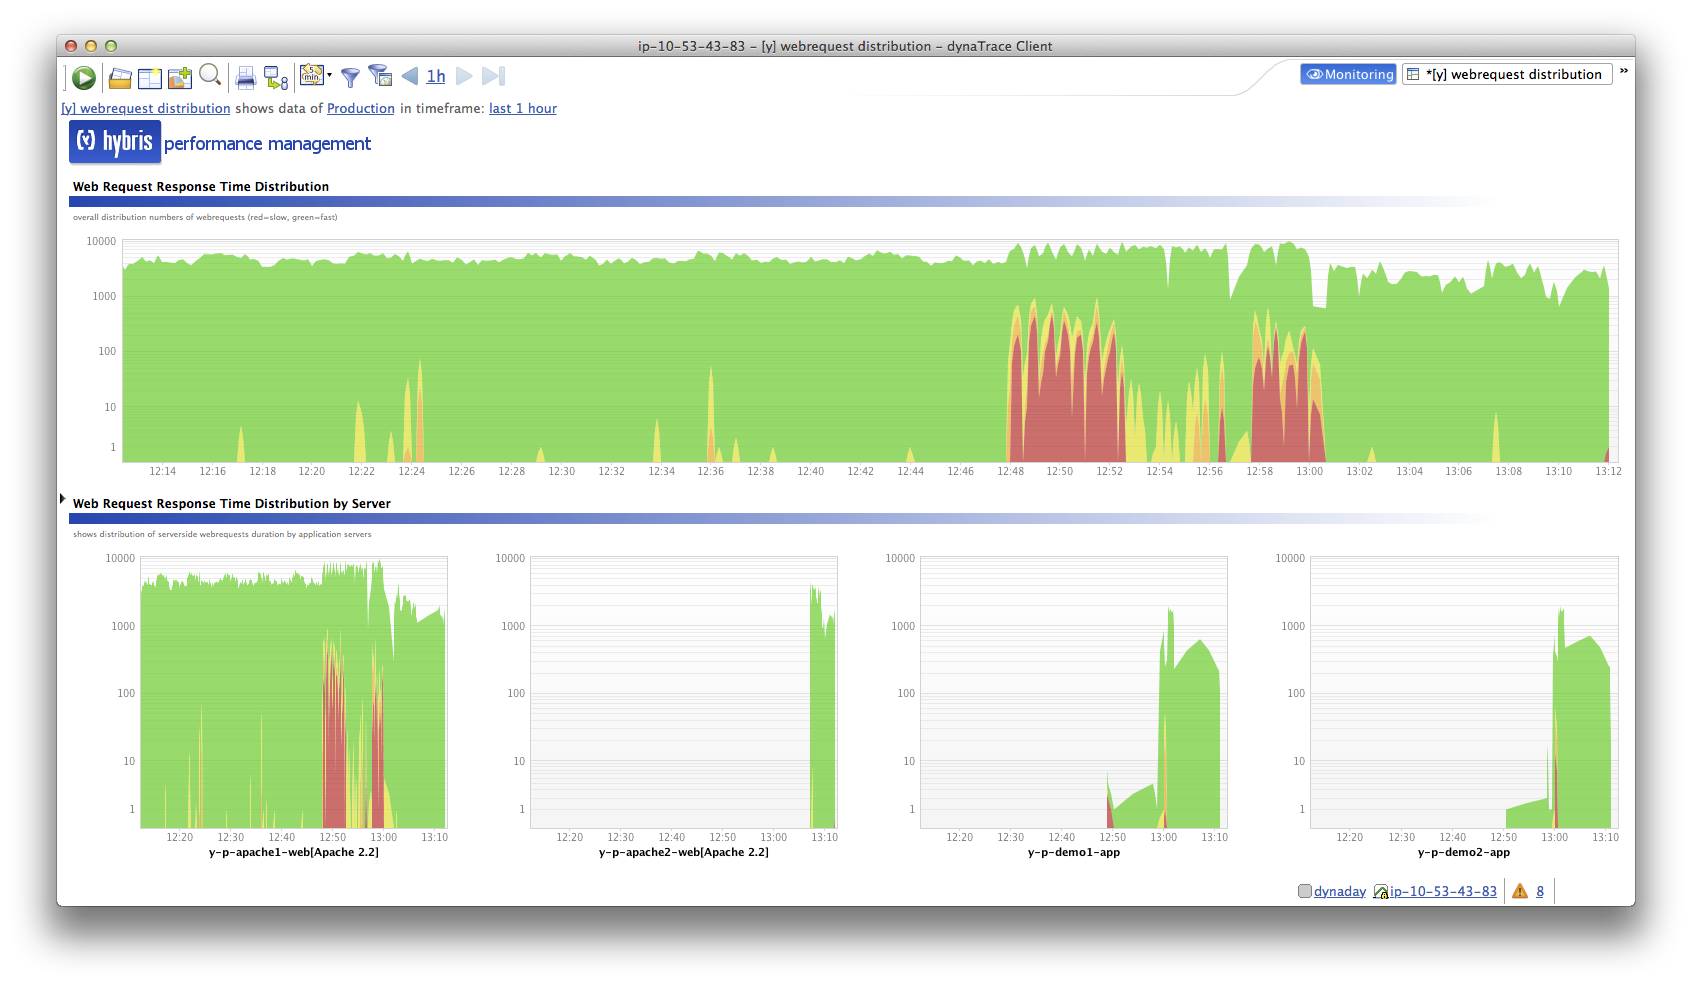 ip-10-53-43-83 – [y] webrequest distribution – dynaTrace Client
5 min. 1h Monitoring *[y] webrequest distribution »
[y] webrequest distribution shows data of Production in timeframe: last 1 hour
(y) hybris performance management
Web Request Response Time Distribution
overall distribution numbers of webrequests (red=slow, green=fast)
10000
1000
100
10
1
12:14 12:16 12:18 12:20 12:22 12:24 12:26 12:28 12:30 12:32 12:34 12:36 12:38 12:40 12:42 12:44 12:46 12:48 12:50 12:52 12:54 12:56 12:58 13:00 13:02 13:04 13:06 13:08 13:10 13:12
Web Request Response Time Distribution by Server
shows distribution of serverside webrequests duration by application servers
10000 10000 10000 10000
1000 1000 1000 1000
100 100 100 100
10 10 10 10
1 1 1 1
12:20 12:30 12:40 12:50 13:00 13:10 12:20 12:30 12:40 12:50 13:00 13:10 12:20 12:30 12:40 12:50 13:00 13:10 12:20 12:30 12:40 12:50 13:00 13:10
y-p-apache1-web[Apache 2.2] y-p-apache2-web[Apache 2.2] y-p-demo1-app y-p-demo2-app
dynaday ip-10-53-43-83 8